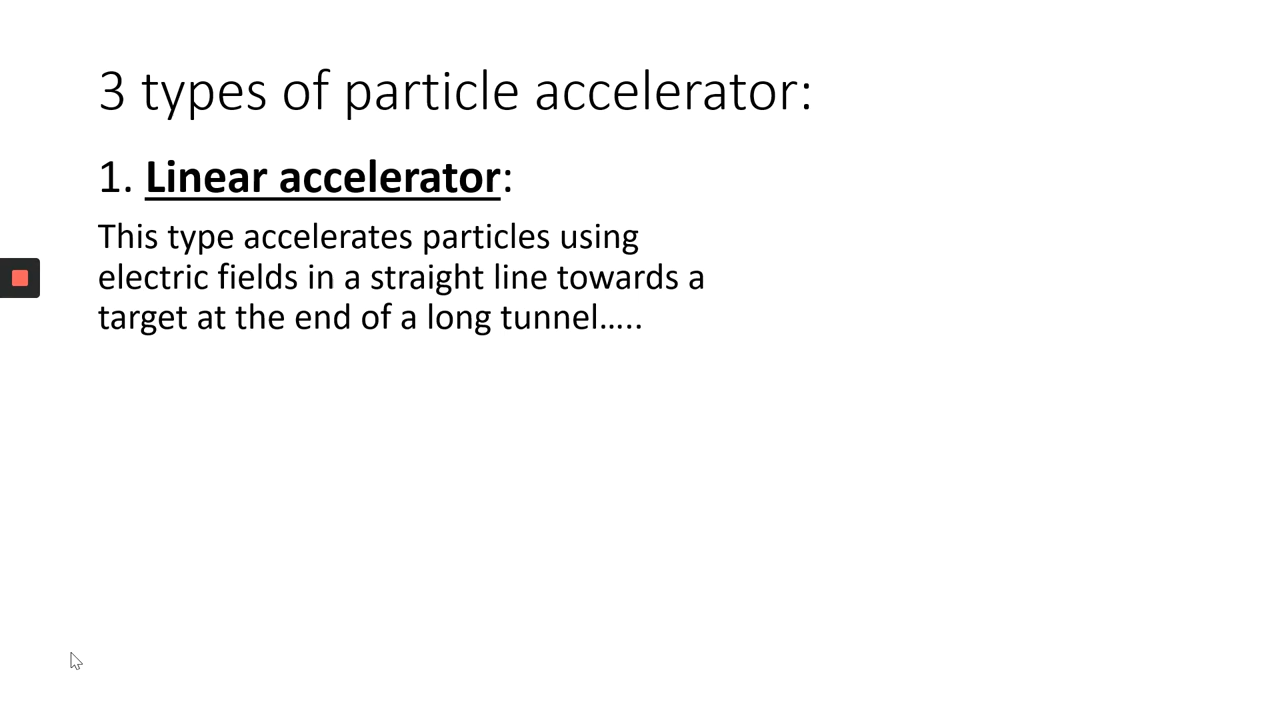 3 types of particle accelerator:
1. Linear accelerator:
This type accelerates particles using
electric fields in a straight line towards a
target at the end of a long tunnel…..